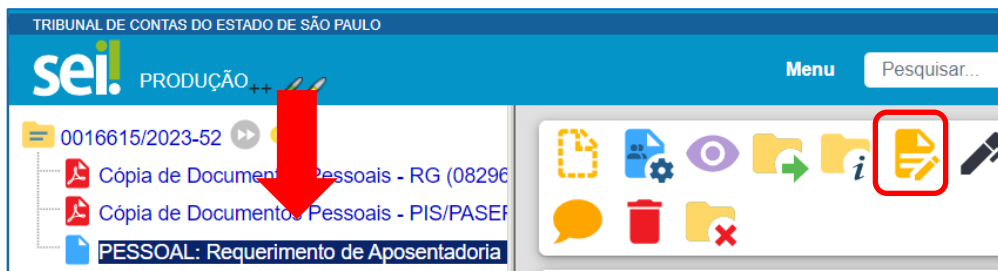 TRIBUNAL DE CONTAS DO ESTADO DE SÃO PAULO
sei! PRODUÇÃO++
Menu Pesquisar...
0016615/2023-52
Cópia de Documentos Pessoais - RG (08296
Cópia de Documentos Pessoais - PIS/PASEP
PESSOAL: Requerimento de Aposentadoria